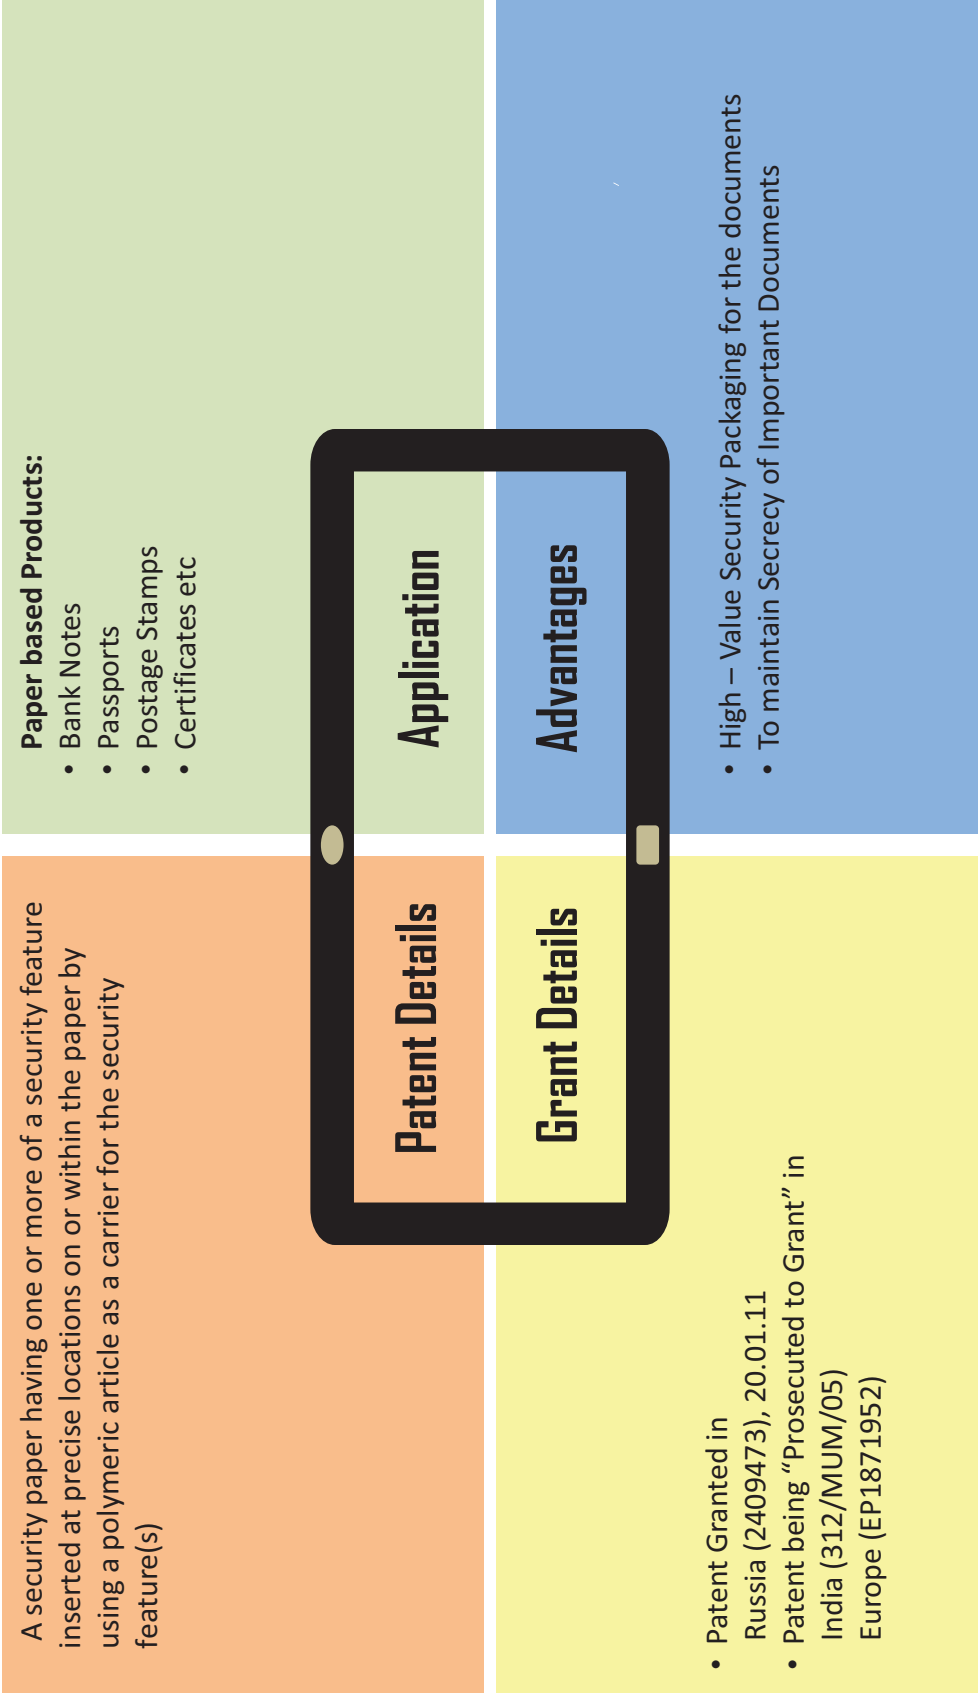 A security paper having one or more of a security feature
inserted at precise locations on or within the paper by
using a polymeric article as a carrier for the security
feature(s)
Paper based Products:
• Bank Notes
• Passports
• Postage Stamps
• Certificates etc
Patent Details
Application
Grant Details
Advantages
• Patent Granted in
Russia (2409473), 20.01.11
• Patent being “Prosecuted to Grant” in
India (312/MUM/05)
Europe (EP1871952)
• High – Value Security Packaging for the documents
• To maintain Secrecy of Important Documents